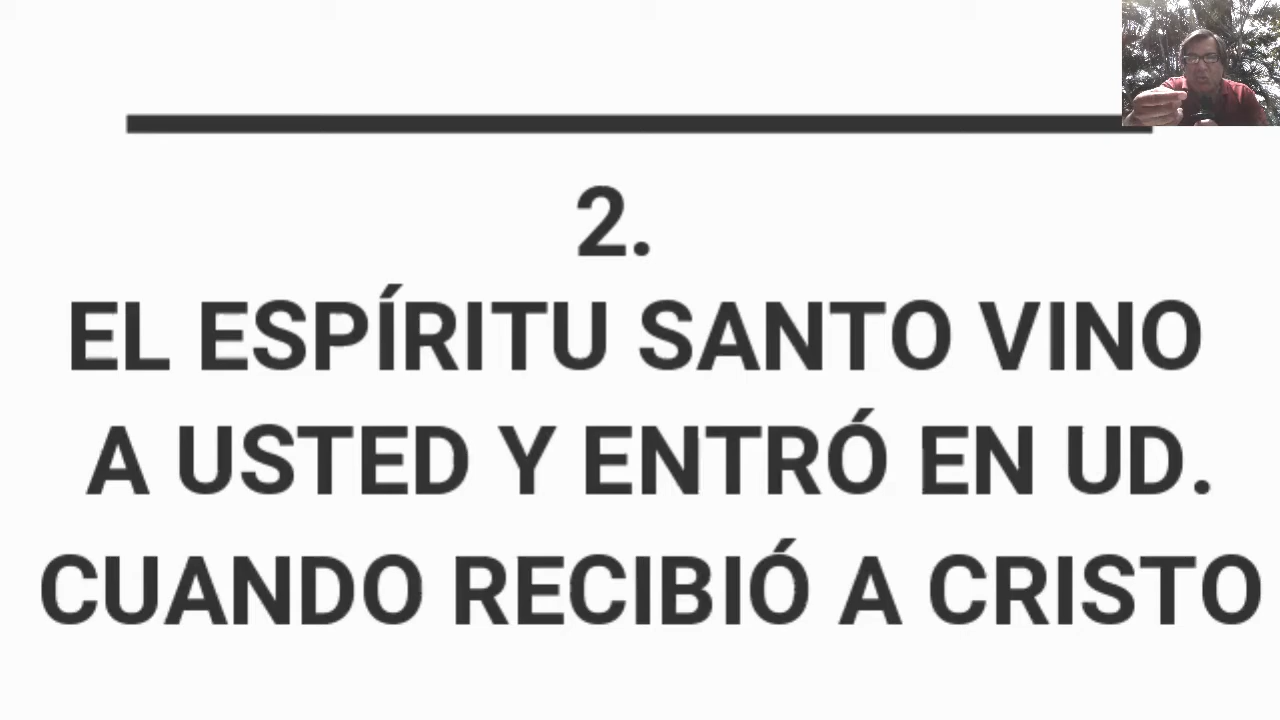 2.
EL ESPÍRITU SANTO VINO
A USTED Y ENTRÓ EN UD.
CUANDO RECIBIÓ A CRISTO